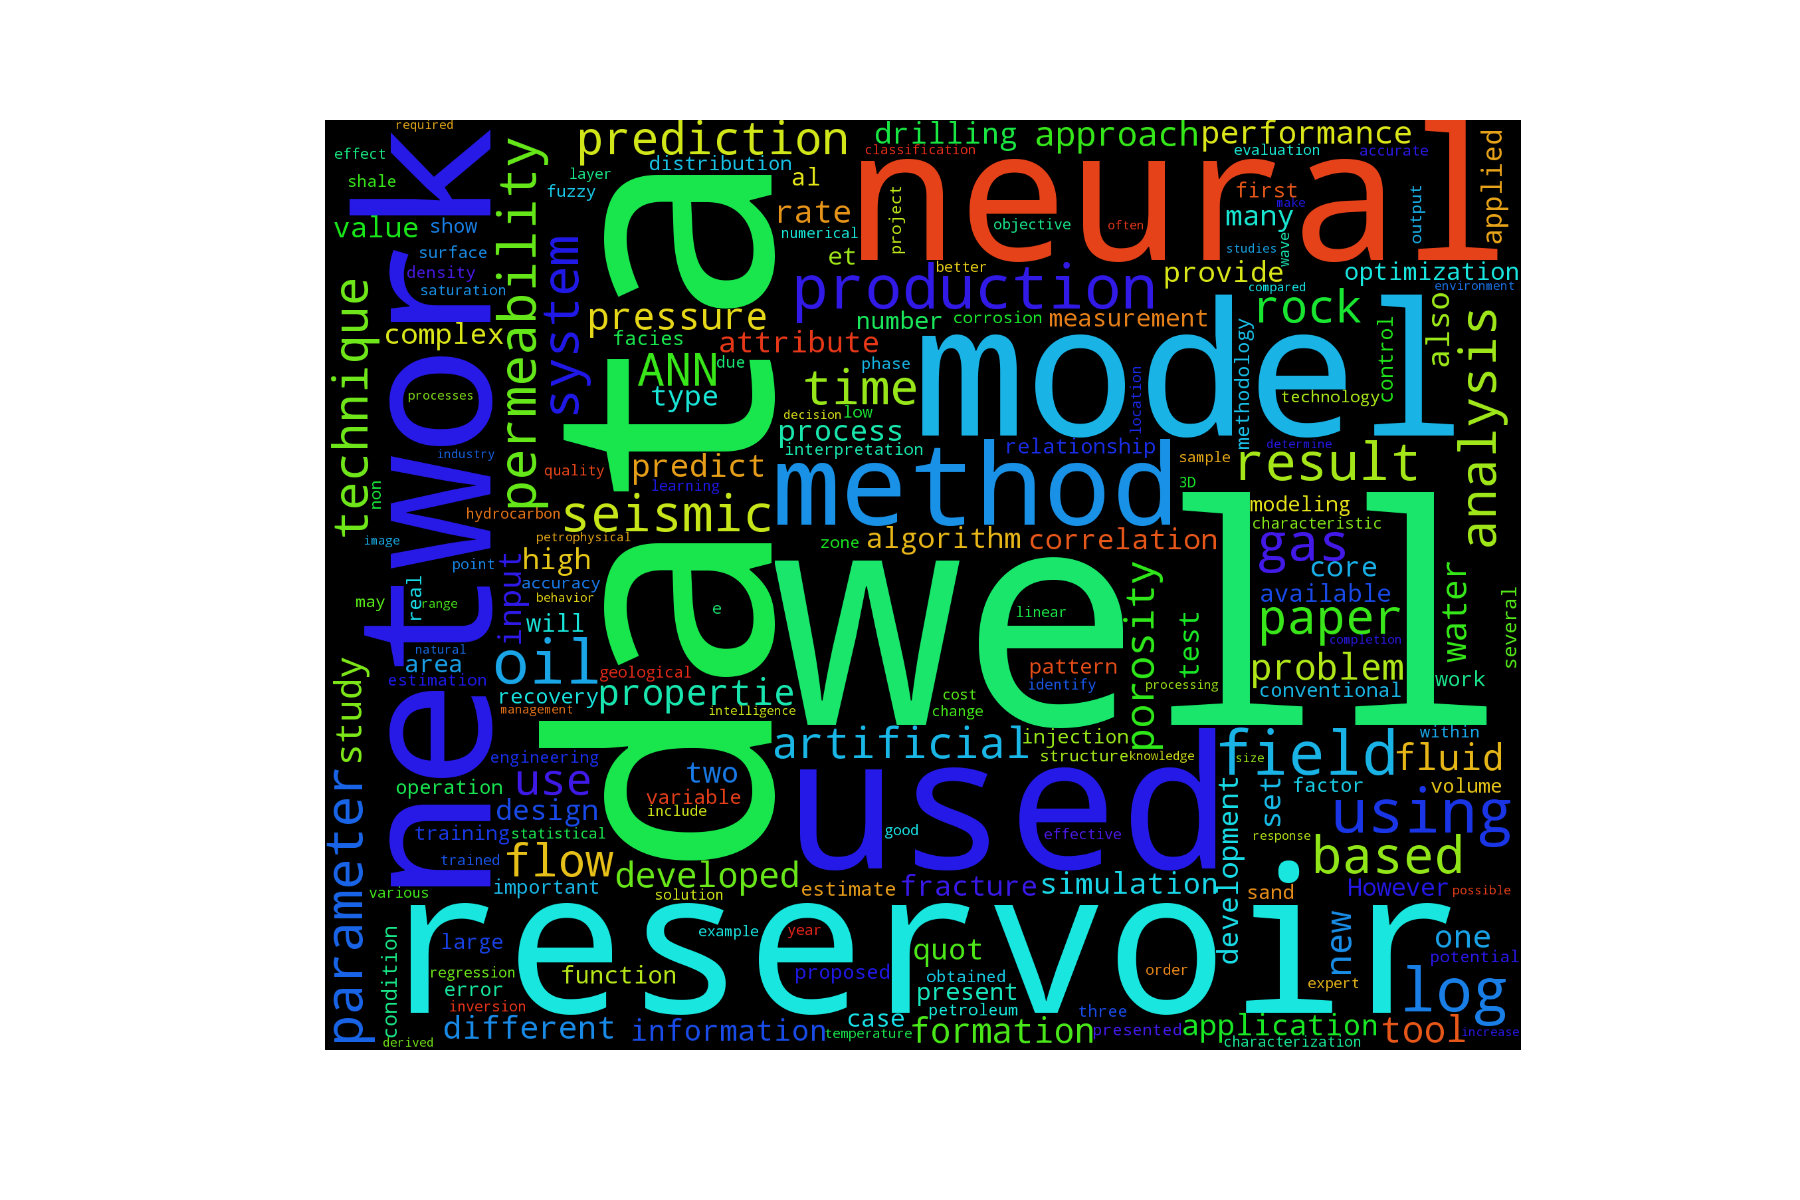 required
prediction
drilling
approach
performance
neural
network
effect
shale
value
show
surface
density
saturation
complex
permeability
system
layer
fuzzy
distribution
al
rate
numerical
et
classification
project
objective
often
first
evaluation
accurate
many
make
studies
wave
output
applied
data
technique
pressure
facies
attribute
ANN
due
type
production
better
number
corrosion
measurement
phase
time
provide
compared
optimization
environment
rock
also
control
analysis
model
methodology
location
technology
decision
low
process
interpretation
relationship
determine
method
sample
result
3D
processes
industry
non
image
quality
predict
learning
hydrocarbon
seismic
petrophysical
high
point
accuracy
behavior
input
real
range
may
will
natural
area
estimation
study
oil
recovery
management
geological
propertie
intelligence
e
zone
algorithm
correlation
modeling
characteristic
gas
core
available
paper
completion
water
several
well
linear
porosity
test
pattern
identify
processing
problem
conventional
work
cost
change
artificial
injection
structure
knowledge
field
size
within
fluid
factor
volume
set
using
used
development
response
based
engineering
use
two
variable
include
operation
design
training
statistical
trained
flow
parameter
various
important
developed
solution
good
effective
estimate
fracture
simulation
sand
However
possible
reservoir
large
example
year
quot
new
one
potential
condition
regression
error
inversion
function
proposed
obtained
present
petroleum
order
expert
log
derived
different
information
case
temperature
formation
three
presented
application
characterization
tool
increase